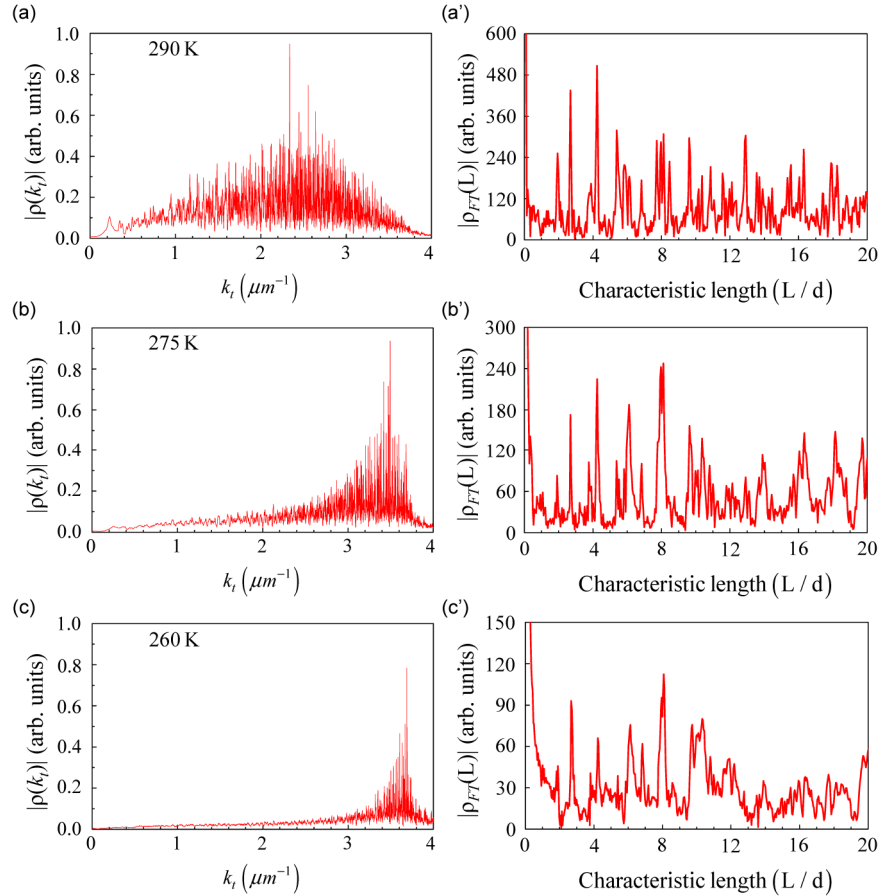 (a)
290 K
|ρ(k_t)| (arb. units)
1.0
0.8
0.6
0.4
0.2
0.0
0 1 2 3 4
k_t (μm⁻¹)
(a’)
|ρ_FT(L)| (arb. units)
600
480
360
240
120
0
0 4 8 12 16 20
Characteristic length (L / d)
(b)
275 K
|ρ(k_t)| (arb. units)
1.0
0.8
0.6
0.4
0.2
0.0
0 1 2 3 4
k_t (μm⁻¹)
(b’)
|ρ_FT(L)| (arb. units)
300
240
180
120
60
0
0 4 8 12 16 20
Characteristic length (L / d)
(c)
260 K
|ρ(k_t)| (arb. units)
1.0
0.8
0.6
0.4
0.2
0.0
0 1 2 3 4
k_t (μm⁻¹)
(c’)
|ρ_FT(L)| (arb. units)
150
120
90
60
30
0
0 4 8 12 16 20
Characteristic length (L / d)